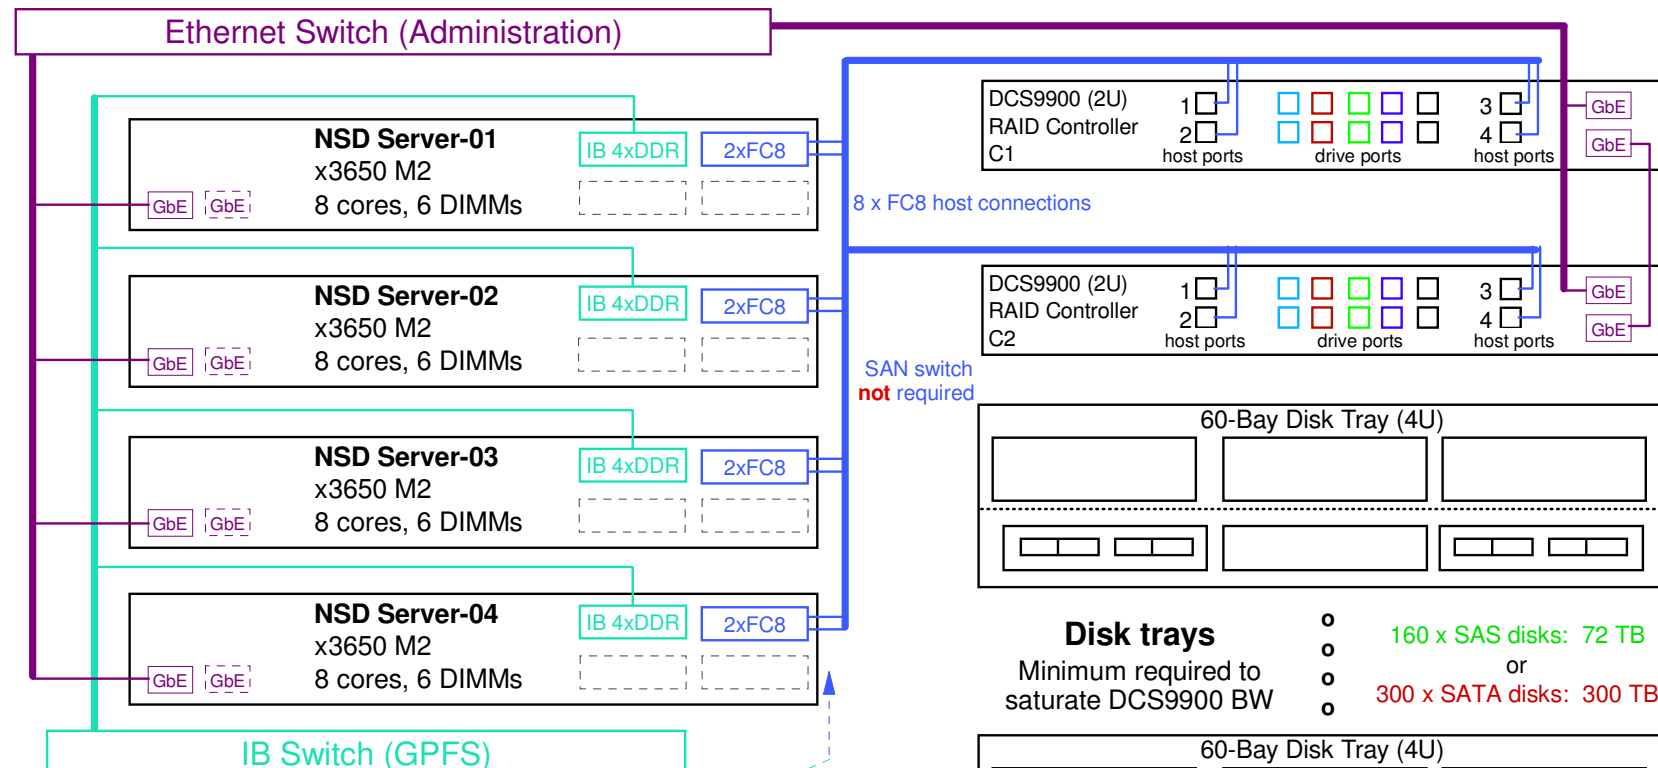 Ethernet Switch (Administration)
NSD Server-01
x3650 M2
8 cores, 6 DIMMs
GbE
GbE
IB 4xDDR
2xFC8
NSD Server-02
x3650 M2
8 cores, 6 DIMMs
GbE
GbE
IB 4xDDR
2xFC8
NSD Server-03
x3650 M2
8 cores, 6 DIMMs
GbE
GbE
IB 4xDDR
2xFC8
NSD Server-04
x3650 M2
8 cores, 6 DIMMs
GbE
GbE
IB 4xDDR
2xFC8
IB Switch (GPFS)
8 x FC8 host connections
SAN switch
not required
DCS9900 (2U)
RAID Controller
C1
1
2
host ports
drive ports
3
4
host ports
GbE
GbE
DCS9900 (2U)
RAID Controller
C2
1
2
host ports
drive ports
3
4
host ports
GbE
GbE
60-Bay Disk Tray (4U)
Disk trays
Minimum required to
saturate DCS9900 BW
160 x SAS disks: 72 TB
or
300 x SATA disks: 300 TB
60-Bay Disk Tray (4U)